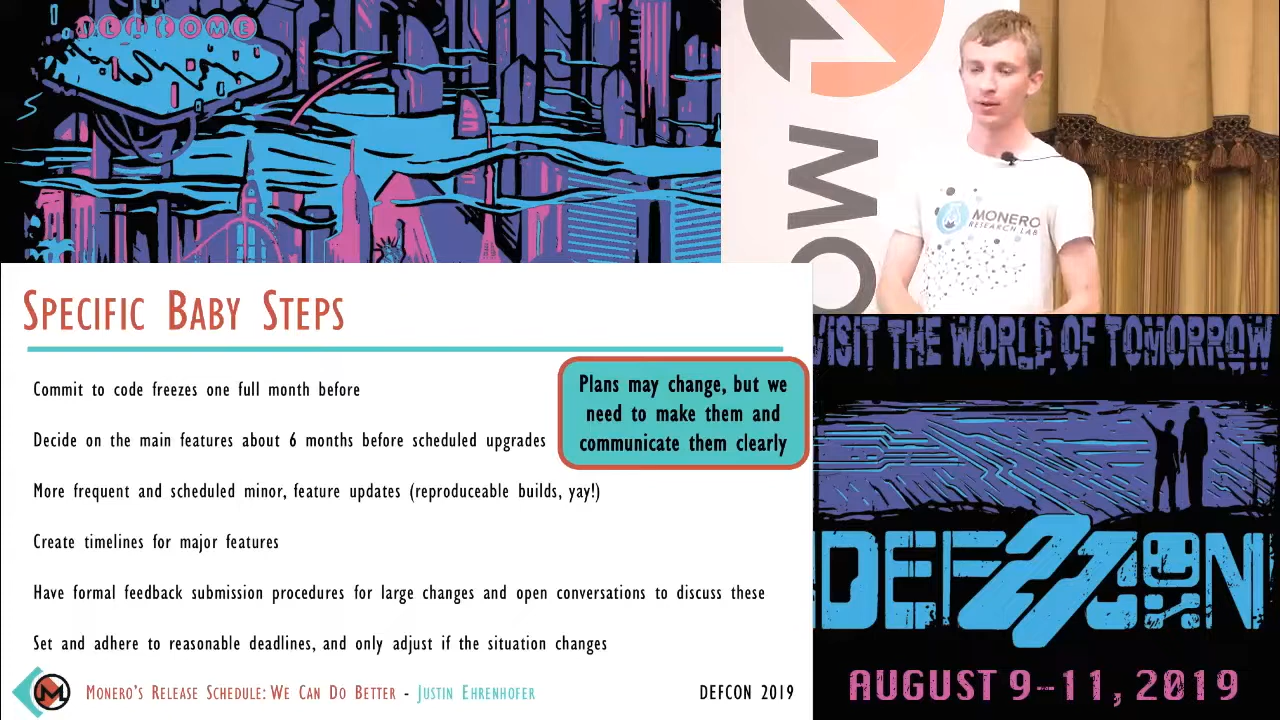 WELCOME
MONERO
RESEARCH LAB
SPECIFIC BABY STEPS
Commit to code freezes one full month before
Decide on the main features about 6 months before scheduled upgrades
More frequent and scheduled minor, feature updates (reproduceable builds, yay!)
Create timelines for major features
Have formal feedback submission procedures for large changes and open conversations to discuss these
Set and adhere to reasonable deadlines, and only adjust if the situation changes
Plans may change, but we
need to make them and
communicate them clearly
MONERO'S RELEASE SCHEDULE: WE CAN DO BETTER - JUSTIN EHRENHOFER
DEFCON 2019
VISIT THE WORLD OF TOMORROW
DEF27CON
AUGUST 9-11, 2019